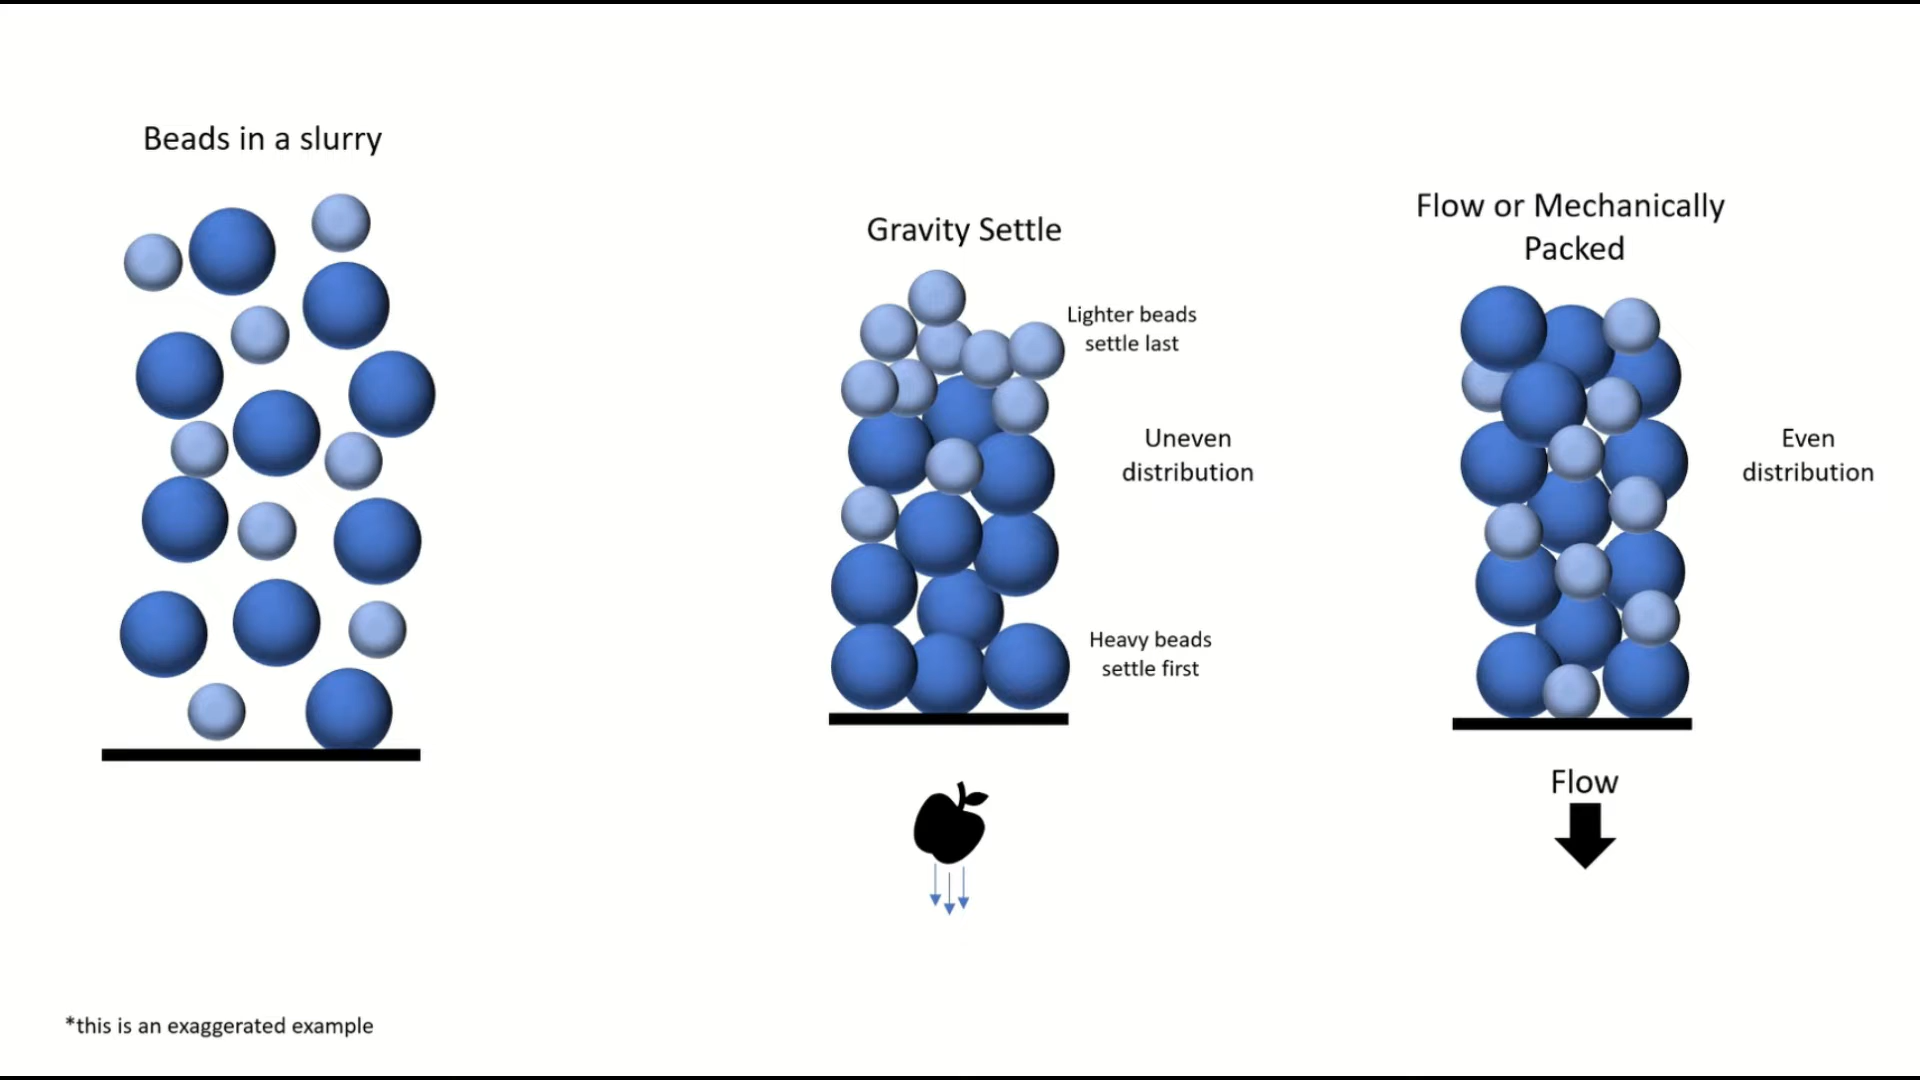 Beads in a slurry
Gravity Settle
Lighter beads
settle last
Uneven
distribution
Heavy beads
settle first
Flow or Mechanically
Packed
Even
distribution
Flow
*this is an exaggerated example